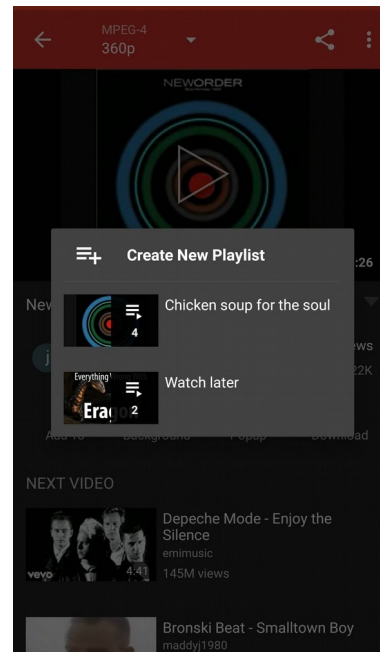 MPEG-4
360p
NEWORDER
:26
Create New Playlist
Chicken soup for the soul
4
Watch later
Everything
Erago
2
New
ews
j
22K
Add To
Background
Popup
Download
NEXT VIDEO
Depeche Mode - Enjoy the
Silence
emimusic
145M views
vevo
4:41
Bronski Beat - Smalltown Boy
maddyj1980